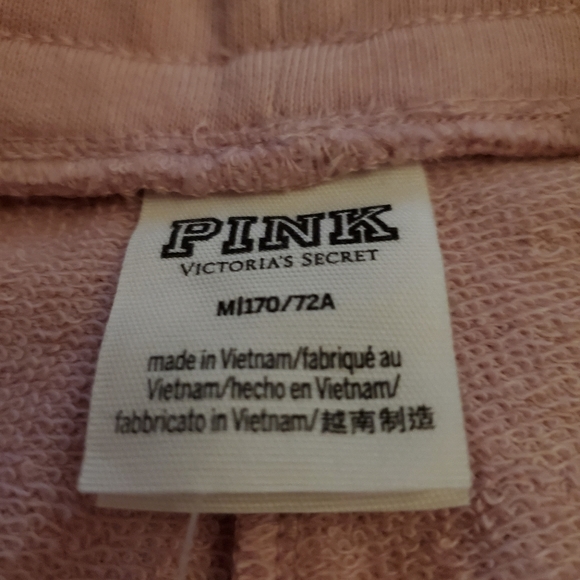 PINK
VICTORIA'S SECRET
M|170/72A
made in Vietnam/fabriqué au
Vietnam/hecho en Vietnam/
fabbricato in Vietnam/越南制造